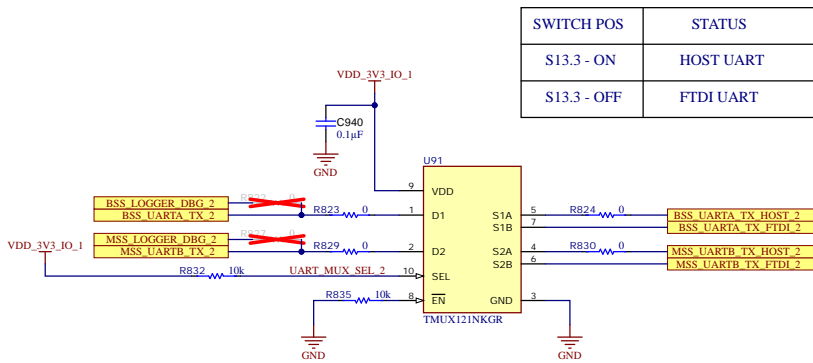 SWITCH POS STATUS
S13.3 - ON HOST UART
S13.3 - OFF FTDI UART
VDD_3V3_IO_1
C940
0.1µF
GND
U91
9 VDD
BSS_LOGGER_DBG_2 0
BSS_UARTA_TX_2 R823 0 1 D1 S1A 5 R824 0 BSS_UARTA_TX_HOST_2
S1B 7 BSS_UARTA_TX_FTDI_2
MSS_LOGGER_DBG_2 0
MSS_UARTB_TX_2 R829 0 2 D2 S2A 4 R830 0 MSS_UARTB_TX_HOST_2
S2B 6 MSS_UARTB_TX_FTDI_2
VDD_3V3_IO_1
R832 10k UART_MUX_SEL_2 10 SEL
R835 10k 8 EN GND 3
TMUX121NKGR
GND GND